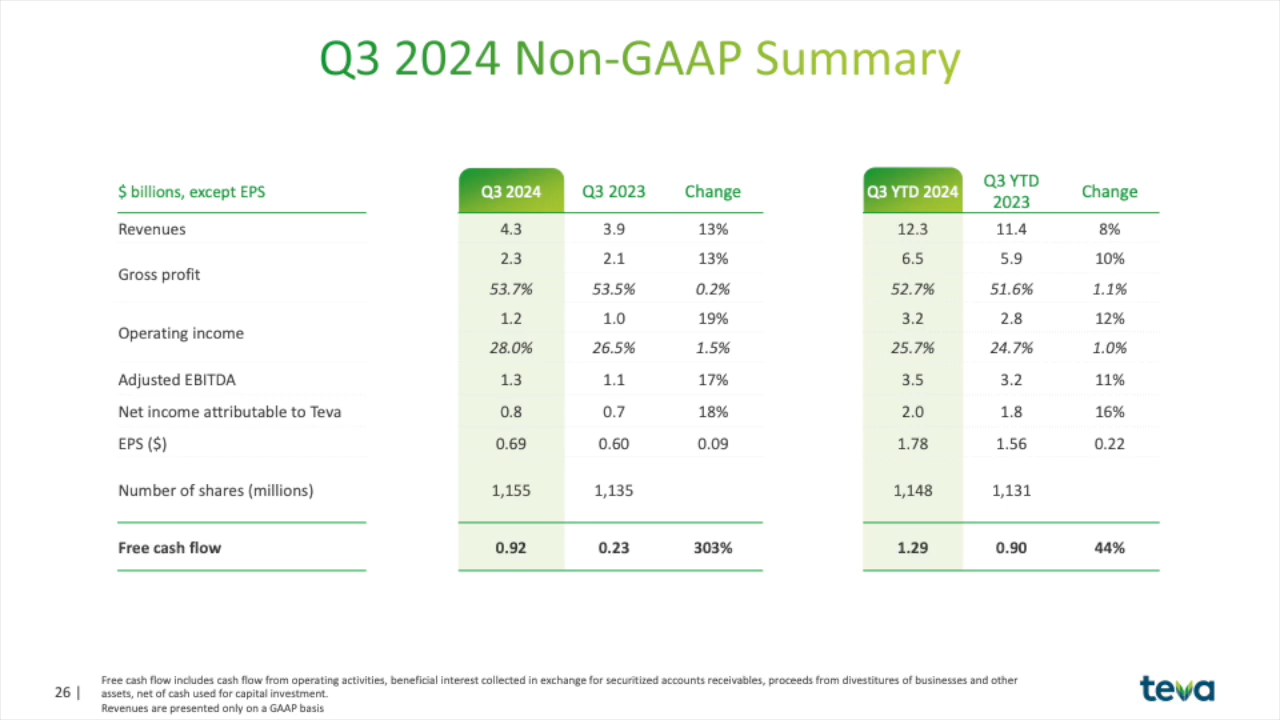 Q3 2024 Non-GAAP Summary
$ billions, except EPS Q3 2024 Q3 2023 Change Q3 YTD 2024 Q3 YTD 2023 Change
Revenues 4.3 3.9 13% 12.3 11.4 8%
Gross profit 2.3 2.1 13% 6.5 5.9 10%
53.7% 53.5% 0.2% 52.7% 51.6% 1.1%
Operating income 1.2 1.0 19% 3.2 2.8 12%
28.0% 26.5% 1.5% 25.7% 24.7% 1.0%
Adjusted EBITDA 1.3 1.1 17% 3.5 3.2 11%
Net income attributable to Teva 0.8 0.7 18% 2.0 1.8 16%
EPS ($) 0.69 0.60 0.09 1.78 1.56 0.22
Number of shares (millions) 1,155 1,135 1,148 1,131
Free cash flow 0.92 0.23 303% 1.29 0.90 44%
26 |
Free cash flow includes cash flow from operating activities, beneficial interest collected in exchange for securitized accounts receivables, proceeds from divestitures of businesses and other
assets, net of cash used for capital investment.
Revenues are presented only on a GAAP basis
teva